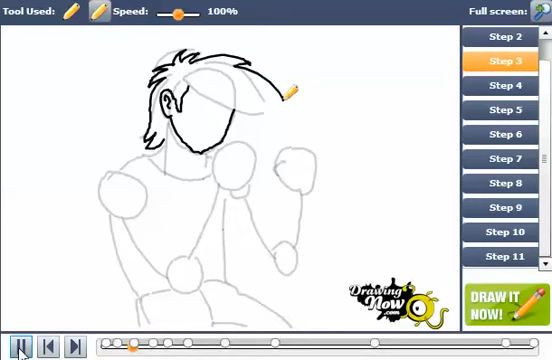 Tool Used:
Speed:
100%
Full screen:
Step 2
Step 3
Step 4
Step 5
Step 6
Step 7
Step 8
Step 9
Step 10
Step 11
Drawing
Now.com
DRAW IT
NOW!